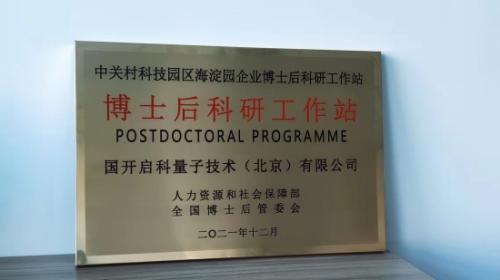 中关村科技园区海淀园企业博士后科研工作站
博士后科研工作站
POSTDOCTORAL PROGRAMME
国开启科量子技术（北京）有限公司
人力资源和社会保障部
全国博士后管委会
二〇二一年十二月